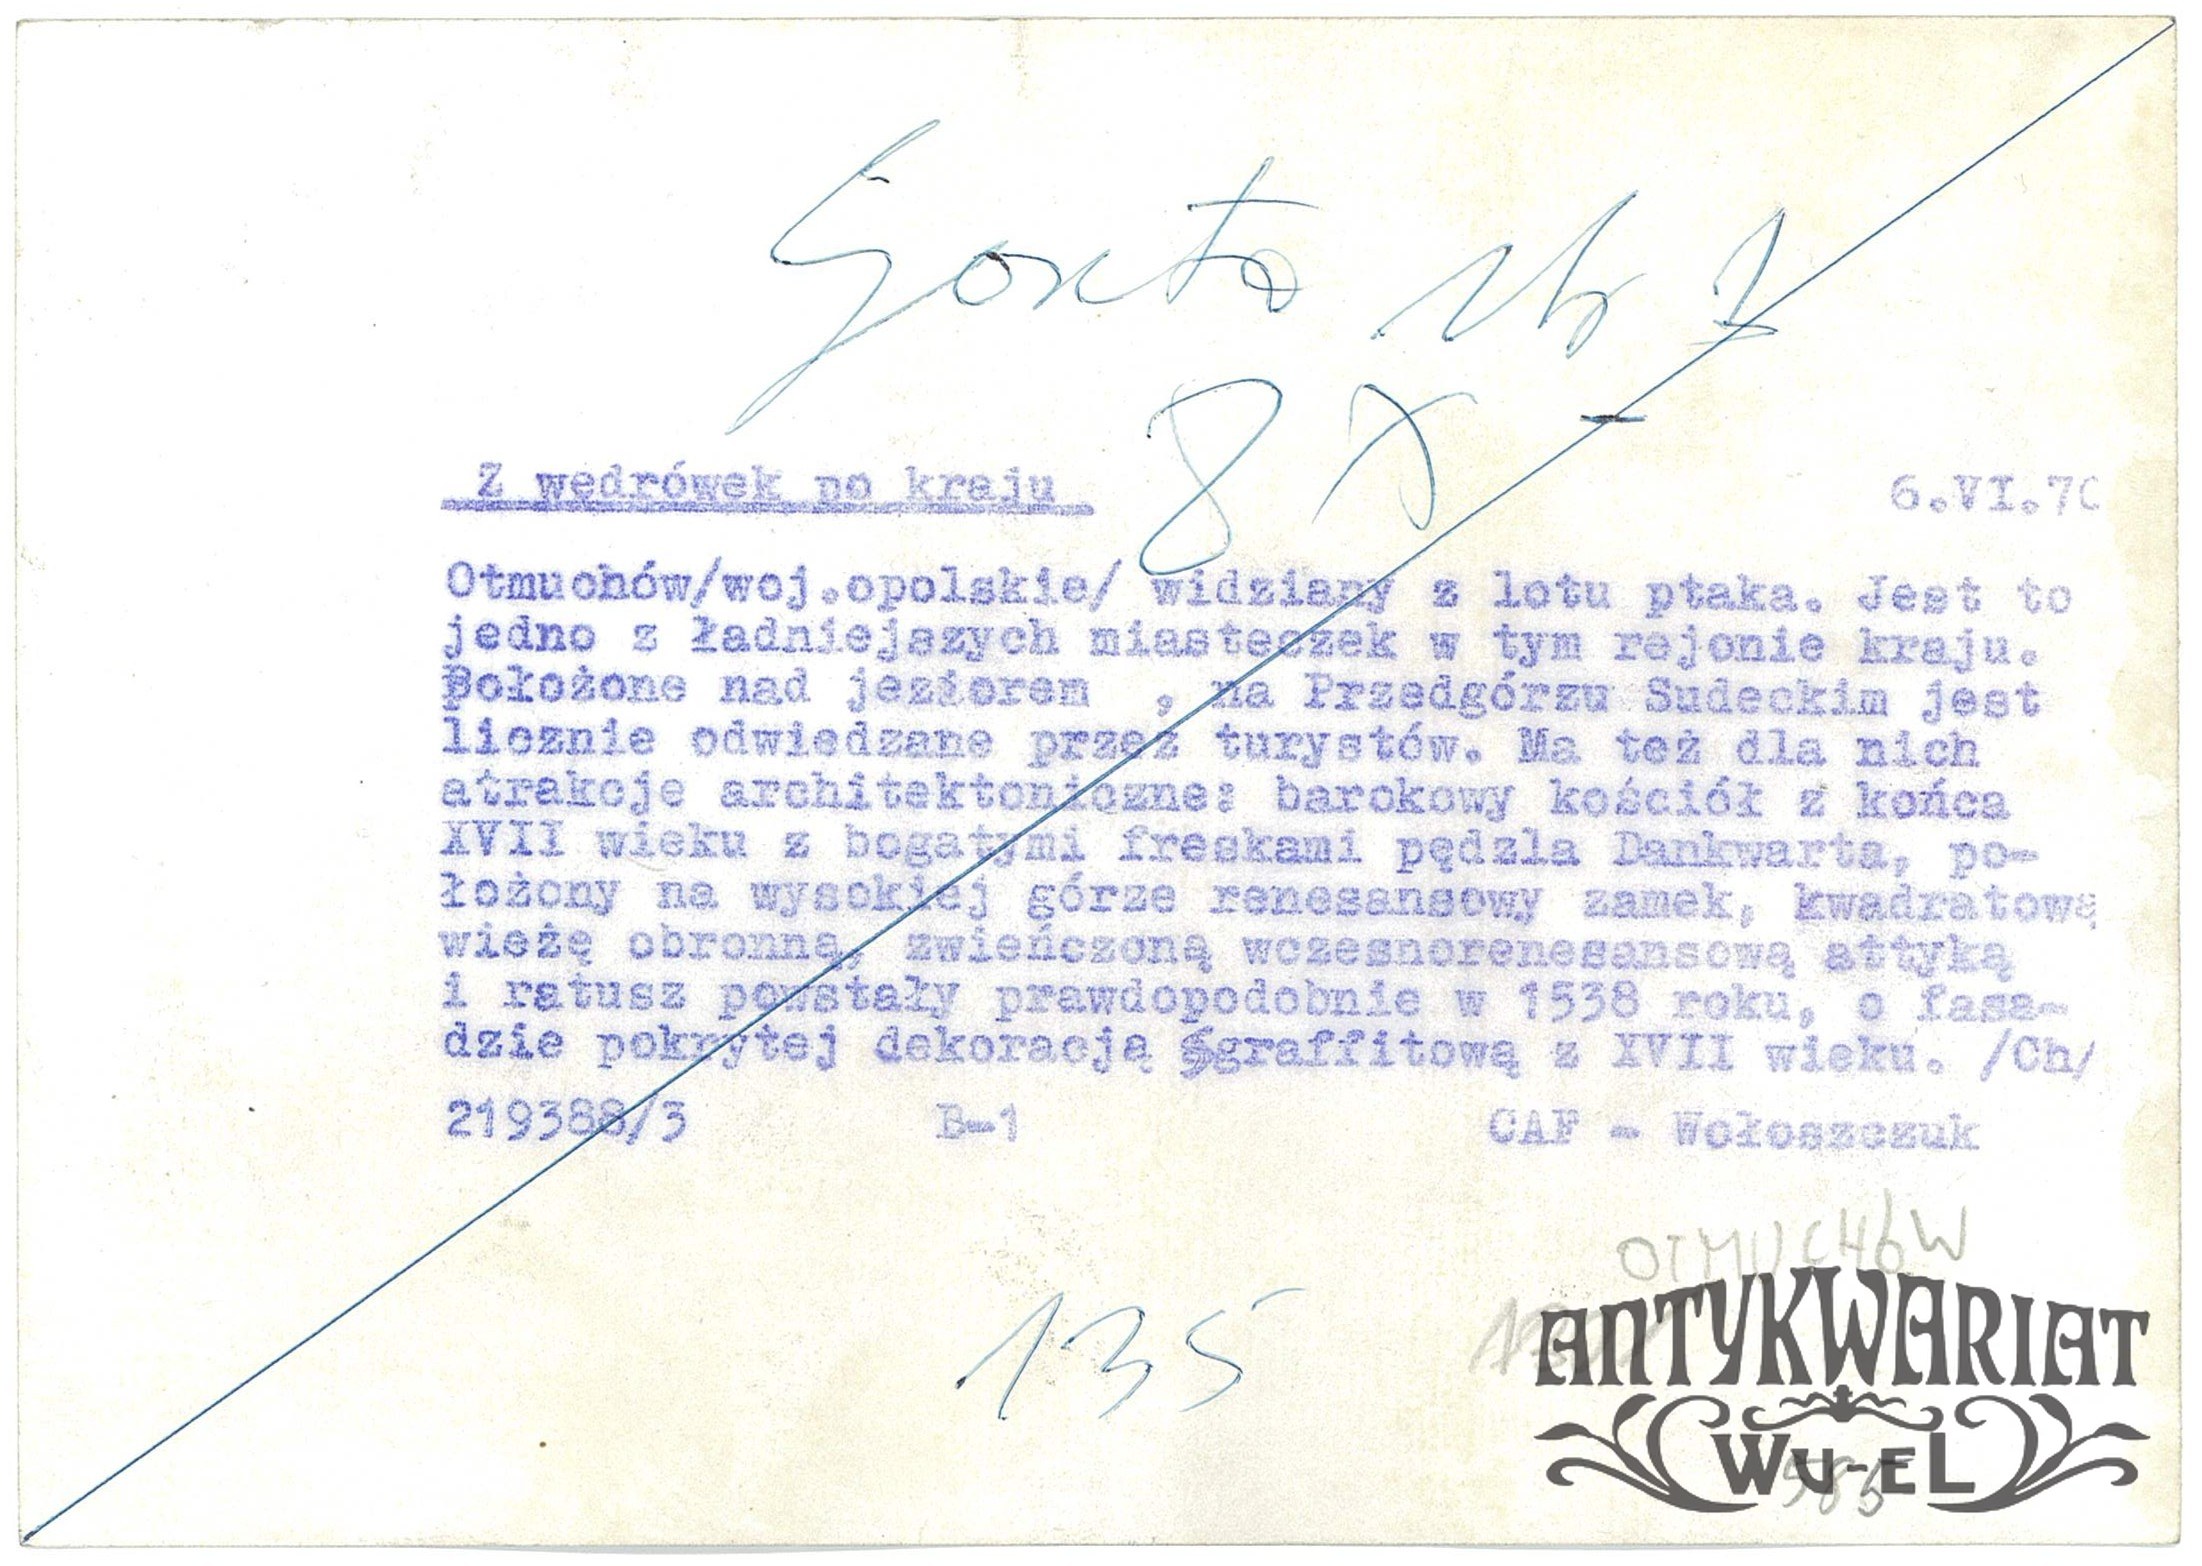 8 X -
Z wędrówek po kraju
6.VI.70
Otmuchów/woj.opolskie/ widziany z lotu ptaka. Jest to
jedno z ładniejszych miasteczek w tym rejonie kraju.
Położone nad jeziorem , na Przedgórzu Sudeckim jest
licznie odwiedzane przez turystów. Ma też dla nich
atrakcje architektoniczne: barokowy kościół z końca
XVII wieku z bogatymi freskami pędzla Dankwarta, po-
łożony na wysokiej górze renesansowy zamek, kwadratową
wieżę obronną, zwieńczoną wczesnorenesansową attyką
i ratusz powstały prawdopodobnie w 1538 roku, o fasa-
dzie pokrytej dekoracją sgraffitową z XVII wieku. /Ch/
219388/3 B-1 CAF - Wołoszczuk
OTMUCHÓW
135
ANTYKWARIAT
WU-EL
585